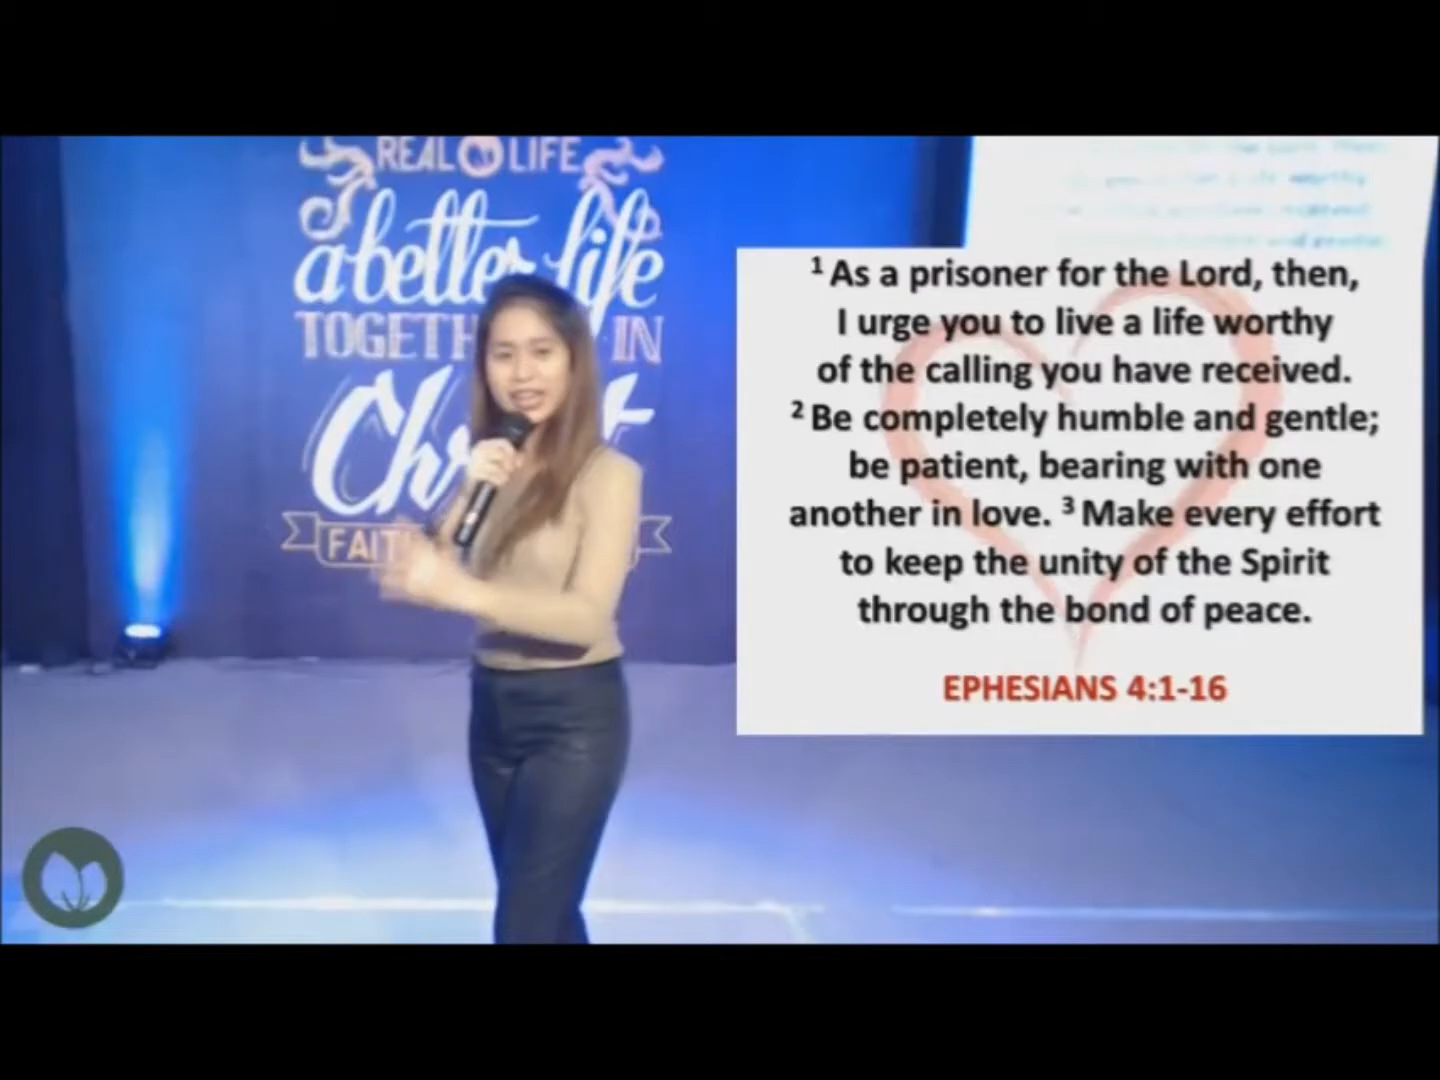 REAL LIFE
a better life
TOGETH IN
Chr t
FAIT
1 As a prisoner for the Lord, then,
I urge you to live a life worthy
of the calling you have received.
2 Be completely humble and gentle;
be patient, bearing with one
another in love. 3 Make every effort
to keep the unity of the Spirit
through the bond of peace.
EPHESIANS 4:1-16